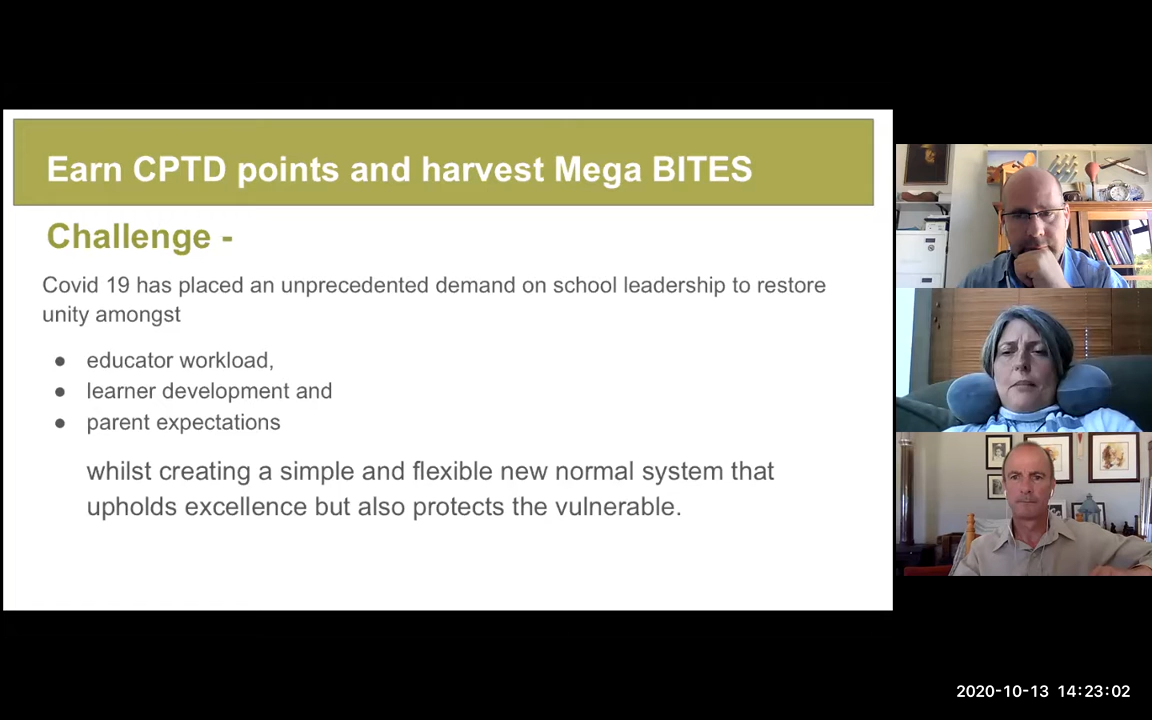 Earn CPTD points and harvest Mega BITES
Challenge -
Covid 19 has placed an unprecedented demand on school leadership to restore
unity amongst
● educator workload,
● learner development and
● parent expectations
whilst creating a simple and flexible new normal system that
upholds excellence but also protects the vulnerable.
2020-10-13 14:23:02